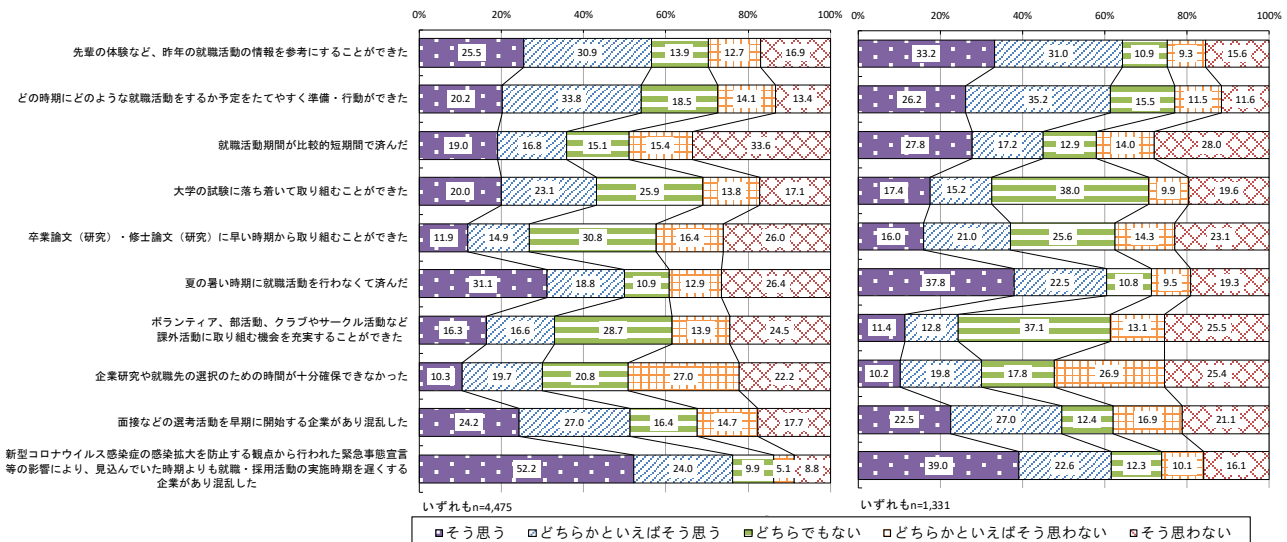 0% 20% 40% 60% 80% 100%
0% 20% 40% 60% 80% 100%
先輩の体験など、昨年の就職活動の情報を参考にすることができた
25.5 30.9 13.9 12.7 16.9
33.2 31.0 10.9 9.3 15.6
どの時期にどのような就職活動をするか予定をたてやすく準備・行動ができた
20.2 33.8 18.5 14.1 13.4
26.2 35.2 15.5 11.5 11.6
就職活動期間が比較的短期間で済んだ
19.0 16.8 15.1 15.4 33.6
27.8 17.2 12.9 14.0 28.0
大学の試験に落ち着いて取り組むことができた
20.0 23.1 25.9 13.8 17.1
17.4 15.2 38.0 9.9 19.6
卒業論文（研究）・修士論文（研究）に早い時期から取り組むことができた
11.9 14.9 30.8 16.4 26.0
16.0 21.0 25.6 14.3 23.1
夏の暑い時期に就職活動を行わなくて済んだ
31.1 18.8 10.9 12.9 26.4
37.8 22.5 10.8 9.5 19.3
ボランティア、部活動、クラブやサークル活動など
課外活動に取り組む機会を充実することができた
16.3 16.6 28.7 13.9 24.5
11.4 12.8 37.1 13.1 25.5
企業研究や就職先の選択のための時間が十分確保できなかった
10.3 19.7 20.8 27.0 22.2
10.2 19.8 17.8 26.9 25.4
面接などの選考活動を早期に開始する企業があり混乱した
24.2 27.0 16.4 14.7 17.7
22.5 27.0 12.4 16.9 21.1
新型コロナウイルス感染症の感染拡大を防止する観点から行われた緊急事態宣言
等の影響により、見込んでいた時期よりも就職・採用活動の実施時期を遅くする
企業があり混乱した
52.2 24.0 9.9 5.1 8.8
39.0 22.6 12.3 10.1 16.1
いずれもn=4,475
いずれもn=1,331
そう思う どちらかといえばそう思う どちらでもない どちらかといえばそう思わない そう思わない